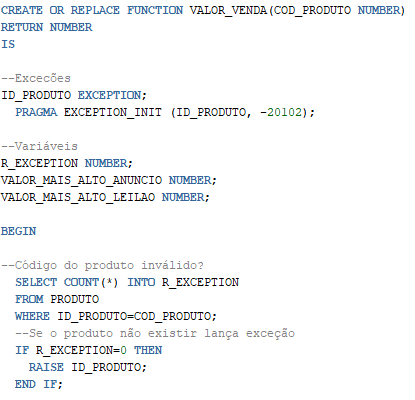 CREATE OR REPLACE FUNCTION VALOR_VENDA(COD_PRODUTO NUMBER)
RETURN NUMBER
IS
--Excecões
ID_PRODUTO EXCEPTION;
PRAGMA EXCEPTION_INIT (ID_PRODUTO, -20102);
--Variáveis
R_EXCEPTION NUMBER;
VALOR_MAIS_ALTO_ANUNCIO NUMBER;
VALOR_MAIS_ALTO_LEILAO NUMBER;
BEGIN
--Código do produto inválido?
SELECT COUNT(*) INTO R_EXCEPTION
FROM PRODUTO
WHERE ID_PRODUTO=COD_PRODUTO;
--Se o produto não existir lança exceção
IF R_EXCEPTION=0 THEN
RAISE ID_PRODUTO;
END IF;